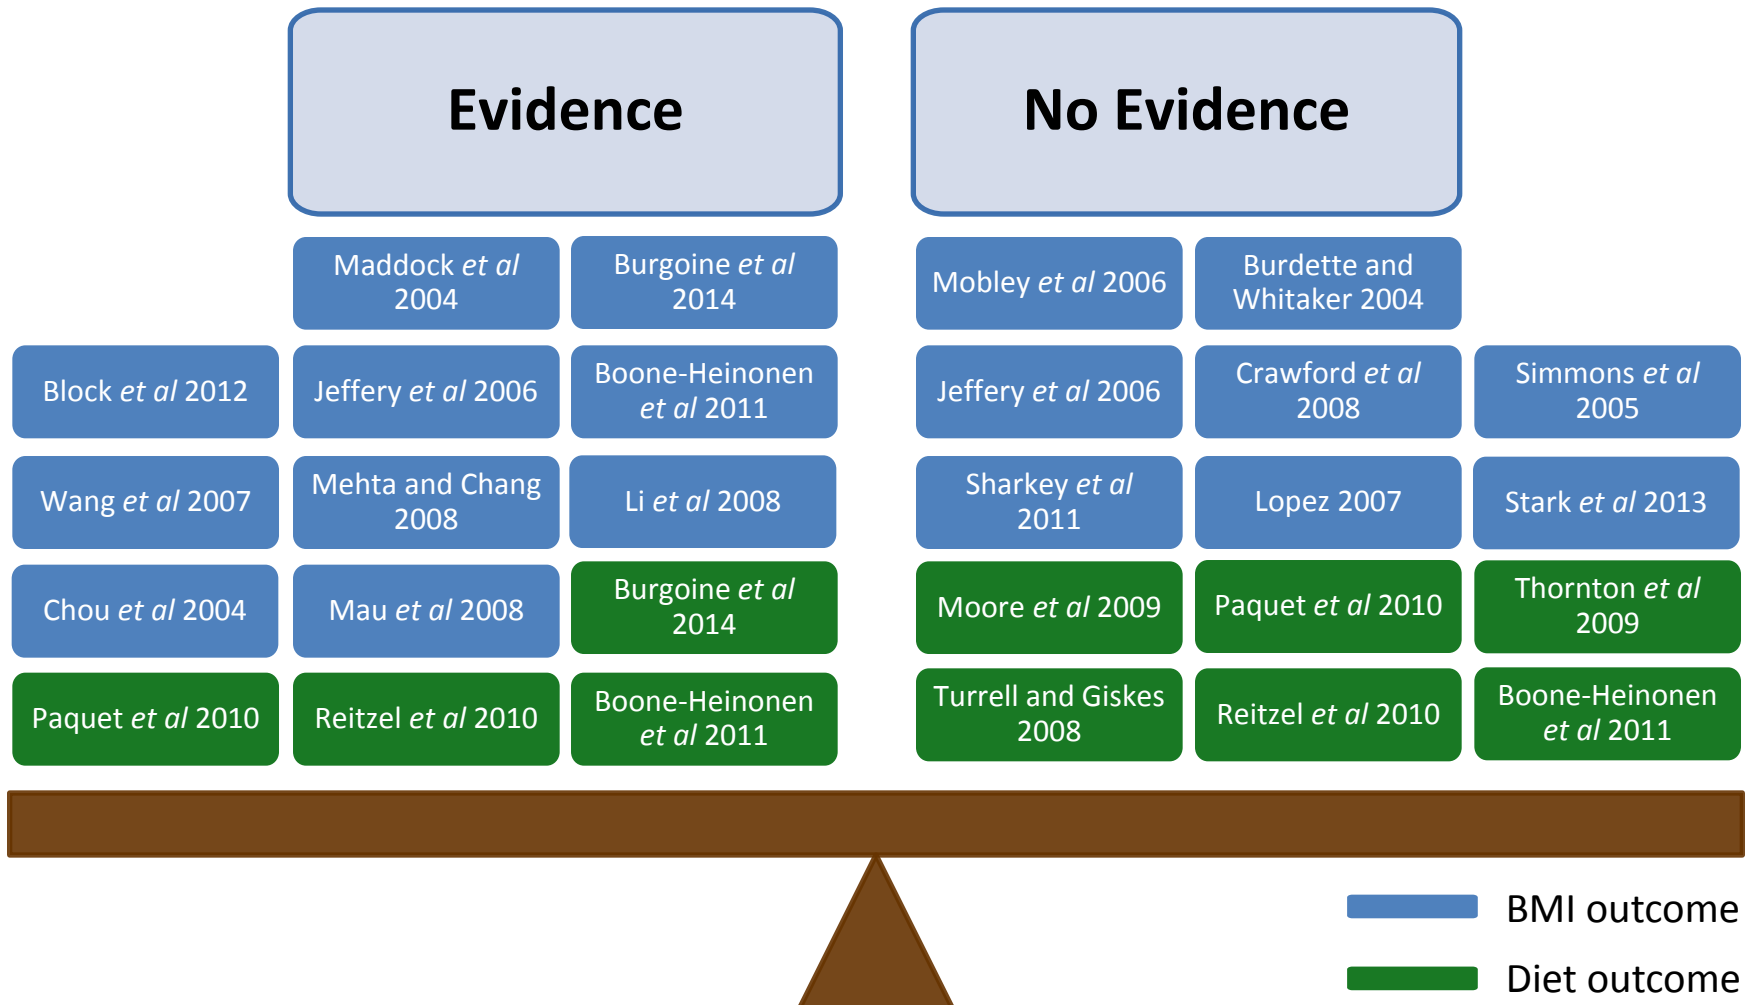 Evidence
No Evidence
Maddock et al
2004
Burgoine et al
2014
Mobley et al 2006
Burdette and
Whitaker 2004
Block et al 2012
Jeffery et al 2006
Boone-Heinonen
et al 2011
Jeffery et al 2006
Crawford et al
2008
Simmons et al
2005
Wang et al 2007
Mehta and Chang
2008
Li et al 2008
Sharkey et al
2011
Lopez 2007
Stark et al 2013
Chou et al 2004
Mau et al 2008
Burgoine et al
2014
Moore et al 2009
Paquet et al 2010
Thornton et al
2009
Paquet et al 2010
Reitzel et al 2010
Boone-Heinonen
et al 2011
Turrell and Giskes
2008
Reitzel et al 2010
Boone-Heinonen
et al 2011
BMI outcome
Diet outcome